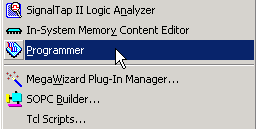 SignalTap II Logic Analyzer
In-System Memory Content Editor
Programmer
MegaWizard Plug-In Manager...
SOPC Builder...
Tcl Scripts...